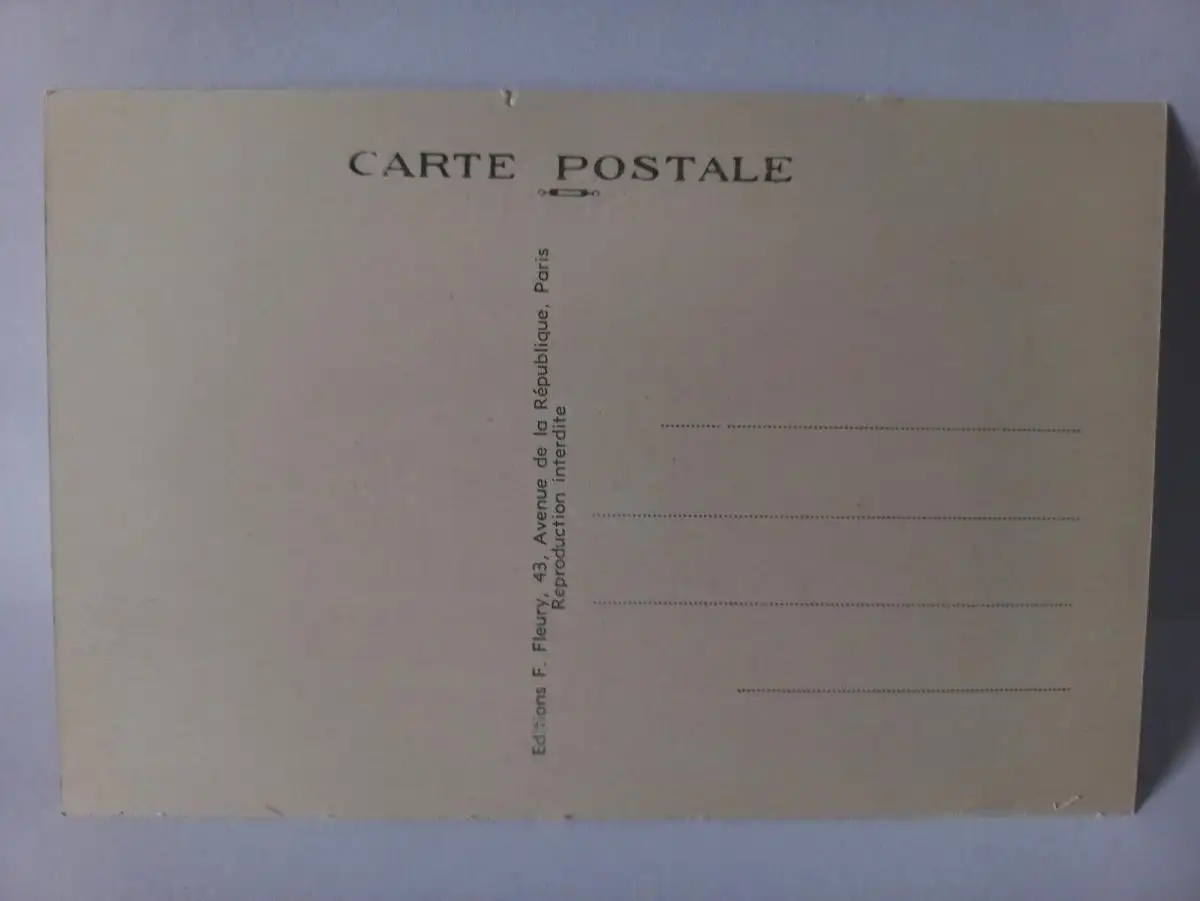 CARTE POSTALE
Editions F. Fleury, 43, Avenue de la République, Paris
Reproduction interdite